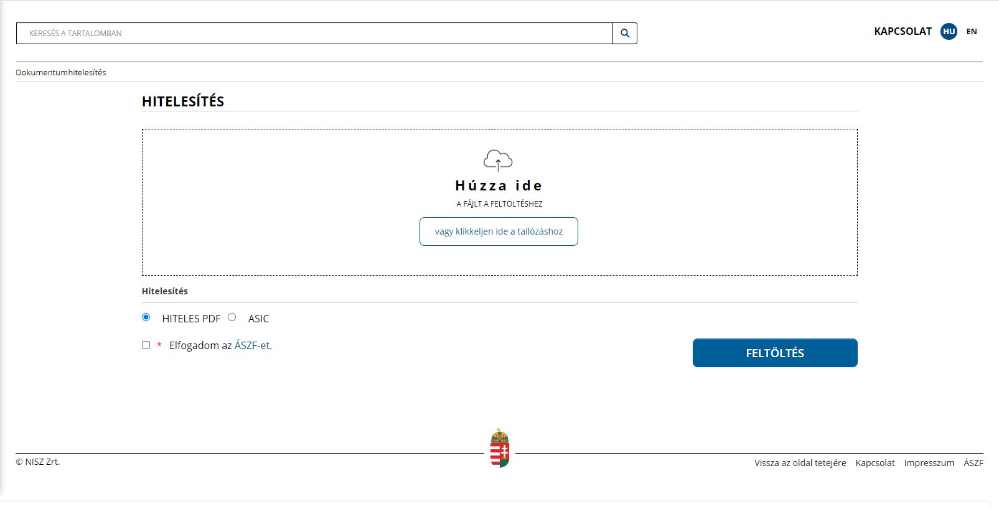 KERESÉS A TARTALOMBAN
KAPCSOLAT HU EN
Dokumentumhitelesítés
HITELESÍTÉS
Húzza ide
A FÁJLT A FELTÖLTÉSHEZ
vagy klikkeljen ide a tallózáshoz
Hitelesítés
HITELES PDF ASIC
* Elfogadom az ÁSZF-et.
FELTÖLTÉS
© NISZ Zrt.
Vissza az oldal tetejére Kapcsolat Impresszum ÁSZF